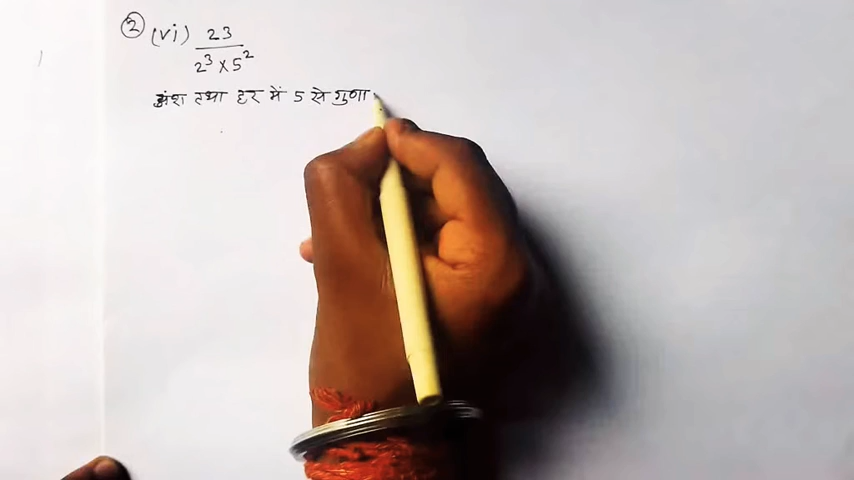 ② (vi) 23
2³ × 5²
अंश तथा हर में 5 से गुणा